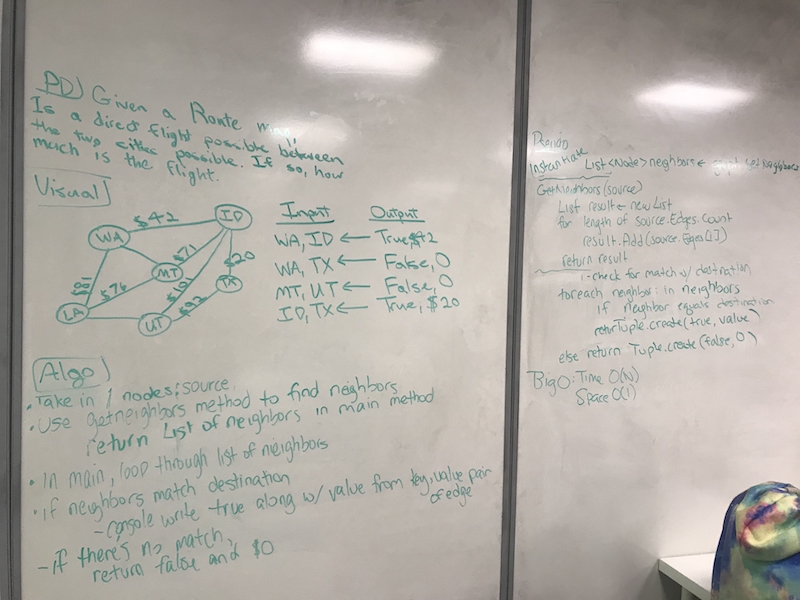 PD) Given a Route
Is a direct flight possible between
the two cities possible. If so, how
much is the flight.
Visual
$42
ID
WA
$71
MT
$20
$76
TX
LA
$92
UT
Input Output
WA, ID ← True, $42
WA, TX ← False, 0
MT, UT ← False, 0
ID, TX ← True, $20
Algo
• Take in / nodes: source
• Use getneighbors method to find neighbors
return List of neighbors in main method
• In main, loop through list of neighbors
• if neighbors match destination
- console write true along w/ value from key, value pair
of edge
- if there's no match,
return false and $0
Pseudo
Instantiate List<Node> neighbors ←
GetNeighbors(source)
List result ← new List
for length of source.Edges.Count
result.Add(source.Edges[i])
return result
check for match w/ destination
foreach neighbor in neighbors
if neighbor equals destination
return Tuple.create(true, value)
else return Tuple.create(false, 0)
Big O: Time O(N)
Space O(1)